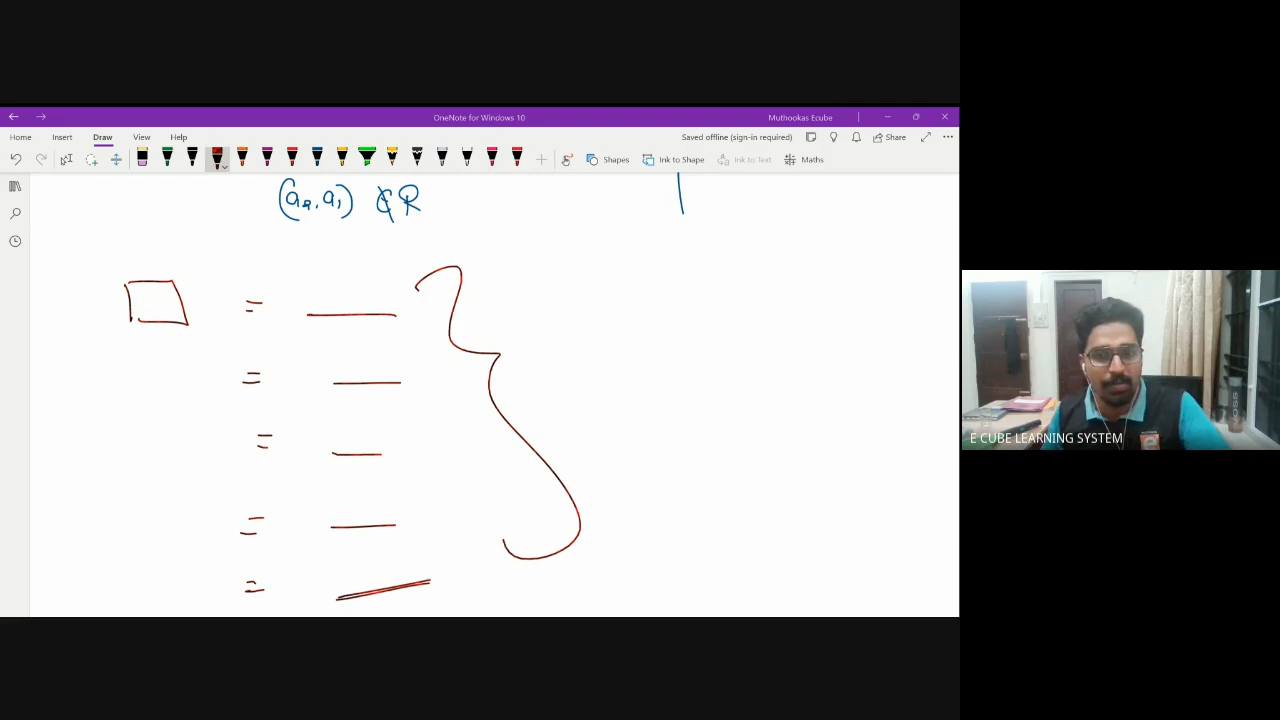 OneNote for Windows 10
Muthookas Ecube
Home Insert Draw View Help
Saved offline (sign-in required)
Share
Shapes
Ink to Shape
Ink to Text
Maths
(a₂, a₁) ∉ R
=
=
=
=
=
E CUBE LEARNING SYSTEM